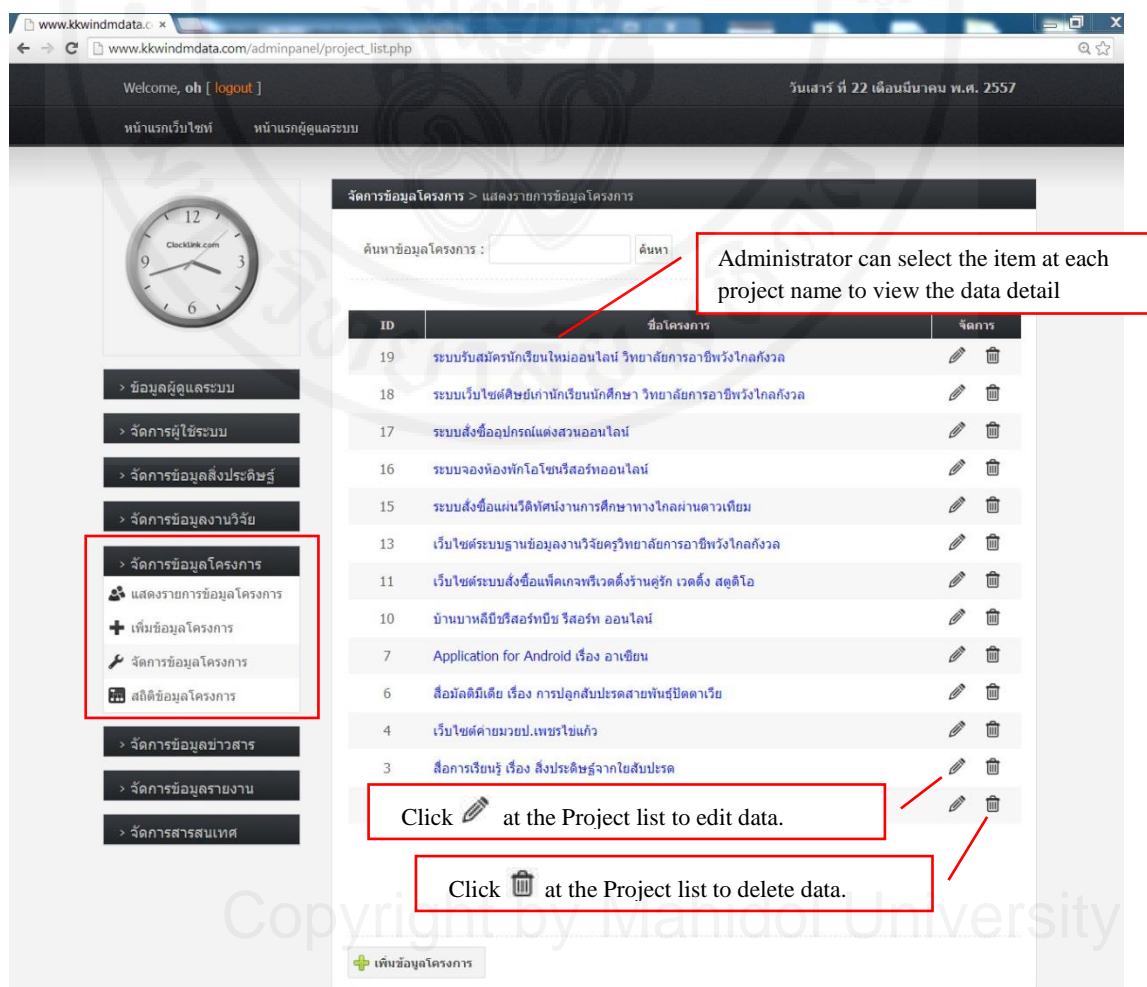 www.kkwindmdata.c
www.kkwindmdata.com/adminpanel/project_list.php
Welcome, oh [ logout ]
วันเสาร์ ที่ 22 เดือนมีนาคม พ.ศ. 2557
หน้าแรกเว็บไซท์ หน้าแรกผู้ดูแลระบบ
12
ClockLink.com
9 3
6
จัดการข้อมูลโครงการ > แสดงรายการข้อมูลโครงการ
ค้นหาข้อมูลโครงการ : ค้นหา
Administrator can select the item at each
project name to view the data detail
ID ชื่อโครงการ จัดการ
19 ระบบรับสมัครนักเรียนใหม่ออนไลน์ วิทยาลัยการอาชีพวังไกลกังวล
18 ระบบเว็บไซต์ศิษย์เก่านักเรียนนักศึกษา วิทยาลัยการอาชีพวังไกลกังวล
17 ระบบสั่งซื้ออุปกรณ์แต่งสวนออนไลน์
16 ระบบจองห้องพักโอโซนรีสอร์ทออนไลน์
15 ระบบสั่งซื้อแผ่นวีดิทัศน์งานการศึกษาทางไกลผ่านดาวเทียม
13 เว็บไซต์ระบบฐานข้อมูลงานวิจัยครูวิทยาลัยการอาชีพวังไกลกังวล
11 เว็บไซต์ระบบสั่งซื้อแพ็คเกจพรีเวดดิ้งร้านคู่รัก เวดดิ้ง สตูดิโอ
10 บ้านบาหลีบีชรีสอร์ทบีช รีสอร์ท ออนไลน์
7 Application for Android เรื่อง อาเซียน
6 สื่อมัลติมีเดีย เรื่อง การปลูกสับปะรดสายพันธุ์ปัตตาเวีย
4 เว็บไซต์ค่ายมวยป.เพชรไข่แก้ว
3 สื่อการเรียนรู้ เรื่อง สิ่งประดิษฐ์จากใยสับปะรด
> ข้อมูลผู้ดูแลระบบ
> จัดการผู้ใช้ระบบ
> จัดการข้อมูลสิ่งประดิษฐ์
> จัดการข้อมูลงานวิจัย
> จัดการข้อมูลโครงการ
แสดงรายการข้อมูลโครงการ
เพิ่มข้อมูลโครงการ
จัดการข้อมูลโครงการ
สถิติข้อมูลโครงการ
> จัดการข้อมูลข่าวสาร
> จัดการข้อมูลรายงาน
> จัดการสารสนเทศ
Click at the Project list to edit data.
Click at the Project list to delete data.
Copyright by Mahidol University
เพิ่มข้อมูลโครงการ